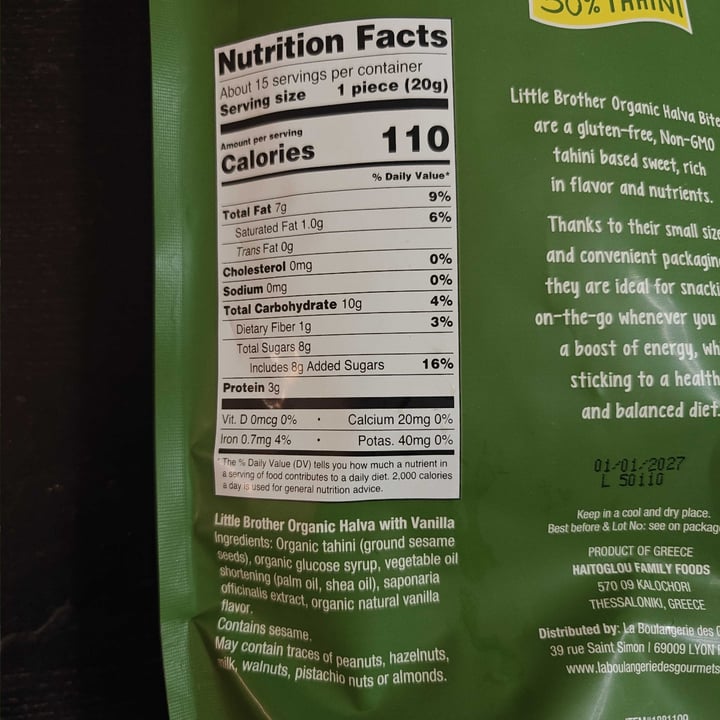 50% TAHINI
Nutrition Facts
About 15 servings per container
Serving size 1 piece (20g)
Amount per serving
Calories 110
% Daily Value*
Total Fat 7g 9%
Saturated Fat 1.0g 6%
Trans Fat 0g
Cholesterol 0mg 0%
Sodium 0mg 0%
Total Carbohydrate 10g 4%
Dietary Fiber 1g 3%
Total Sugars 8g
Includes 8g Added Sugars 16%
Protein 3g
Vit. D 0mcg 0% • Calcium 20mg 0%
Iron 0.7mg 4% • Potas. 40mg 0%
*The % Daily Value (DV) tells you how much a nutrient in
a serving of food contributes to a daily diet. 2,000 calories
a day is used for general nutrition advice.
Little Brother Organic Halva with Vanilla
Ingredients: Organic tahini (ground sesame
seeds), organic glucose syrup, vegetable oil
shortening (palm oil, shea oil), saponaria
officinalis extract, organic natural vanilla
flavor.
Contains sesame.
May contain traces of peanuts, hazelnuts,
milk, walnuts, pistachio nuts or almonds.
Little Brother Organic Halva Bite
are a gluten-free, Non-GMO
tahini based sweet, rich
in flavor and nutrients.
Thanks to their small size
and convenient packagin
they are ideal for snacki
on-the-go whenever you
a boost of energy, wh
sticking to a health
and balanced diet.
01/01/2027
L 50110
Keep in a cool and dry place.
Best before & Lot No: see on packag
PRODUCT OF GREECE
HAITOGLOU FAMILY FOODS
570 09 KALOCHORI
THESSALONIKI, GREECE
Distributed by: La Boulangerie des
39 rue Saint Simon I 69009 LYON
www.laboulangeriedesgourmets